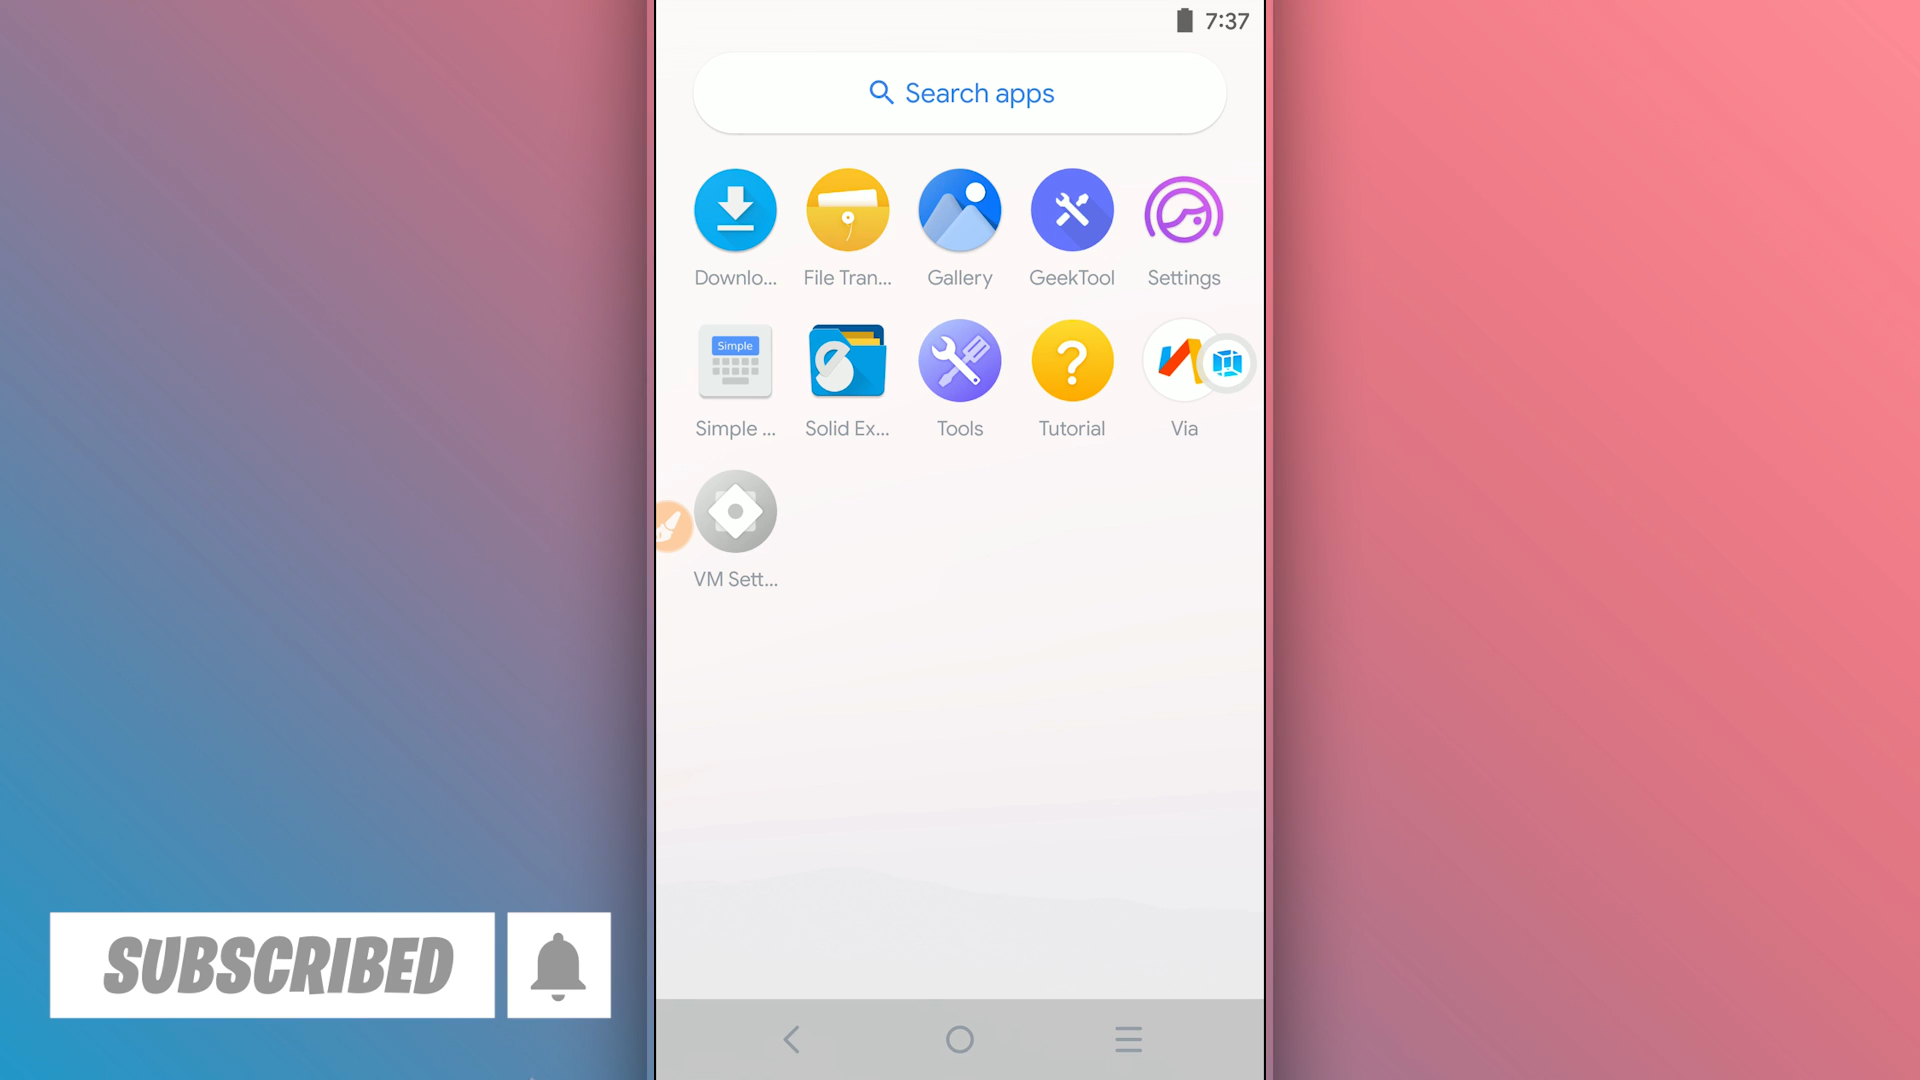 7:37
Search apps
Downlo...
File Tran...
Gallery
GeekTool
Settings
Simple
Simple ...
Solid Ex...
Tools
Tutorial
Via
VM Sett...
SUBSCRIBED